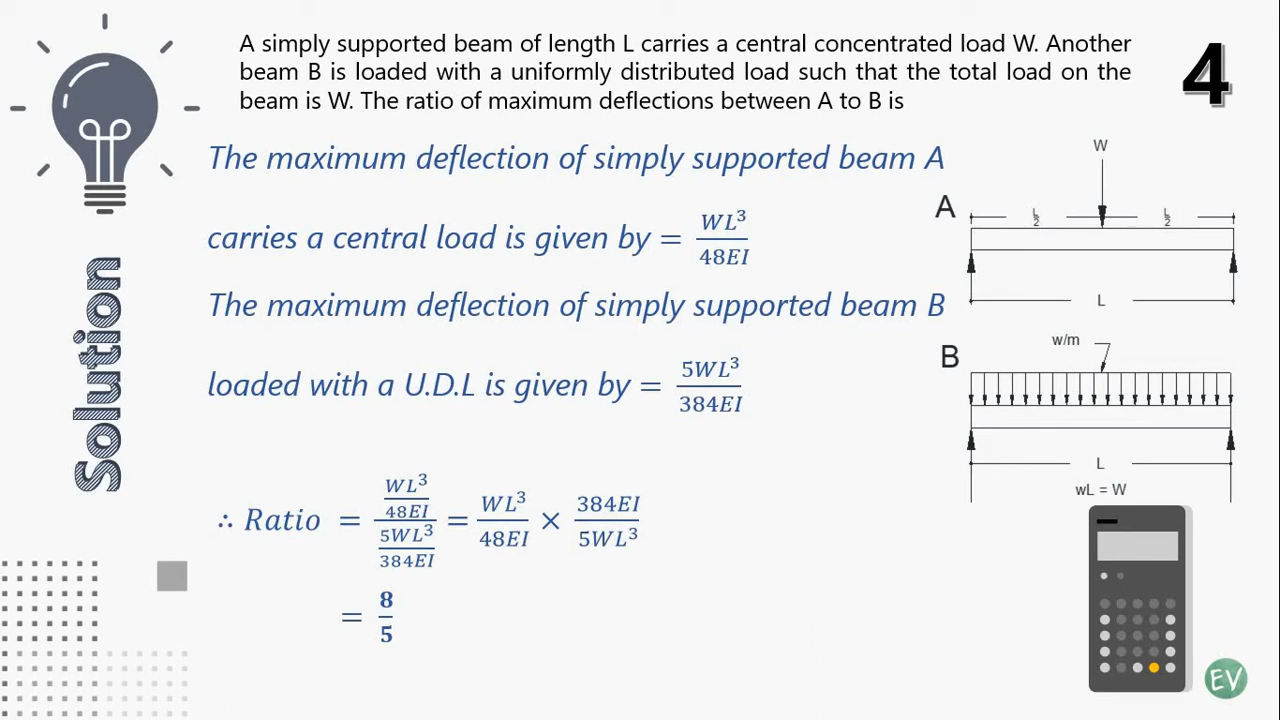 A simply supported beam of length L carries a central concentrated load W. Another
beam B is loaded with a uniformly distributed load such that the total load on the
beam is W. The ratio of maximum deflections between A to B is
4
Solution
The maximum deflection of simply supported beam A
carries a central load is given by = WL³/48EI
The maximum deflection of simply supported beam B
loaded with a U.D.L is given by = 5WL³/384EI
∴ Ratio = (WL³/48EI)/(5WL³/384EI) = WL³/48EI × 384EI/5WL³
= 8/5
W
A
L/2 L/2
L
w/m
B
L
wL = W
EV